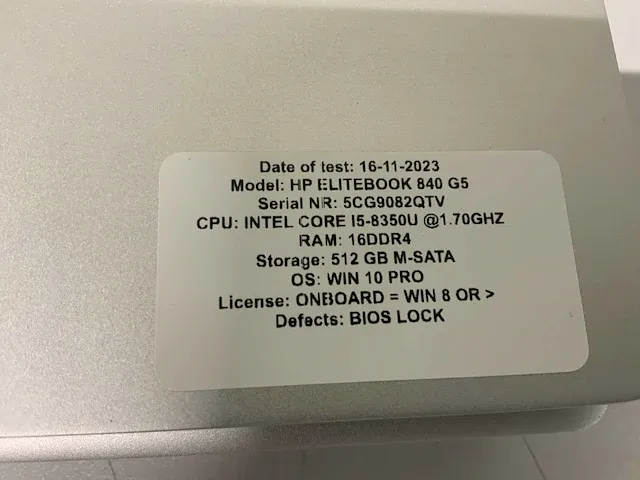 Date of test: 16-11-2023
Model: HP ELITEBOOK 840 G5
Serial NR: 5CG9082QTV
CPU: INTEL CORE I5-8350U @1.70GHZ
RAM: 16DDR4
Storage: 512 GB M-SATA
OS: WIN 10 PRO
License: ONBOARD = WIN 8 OR >
Defects: BIOS LOCK